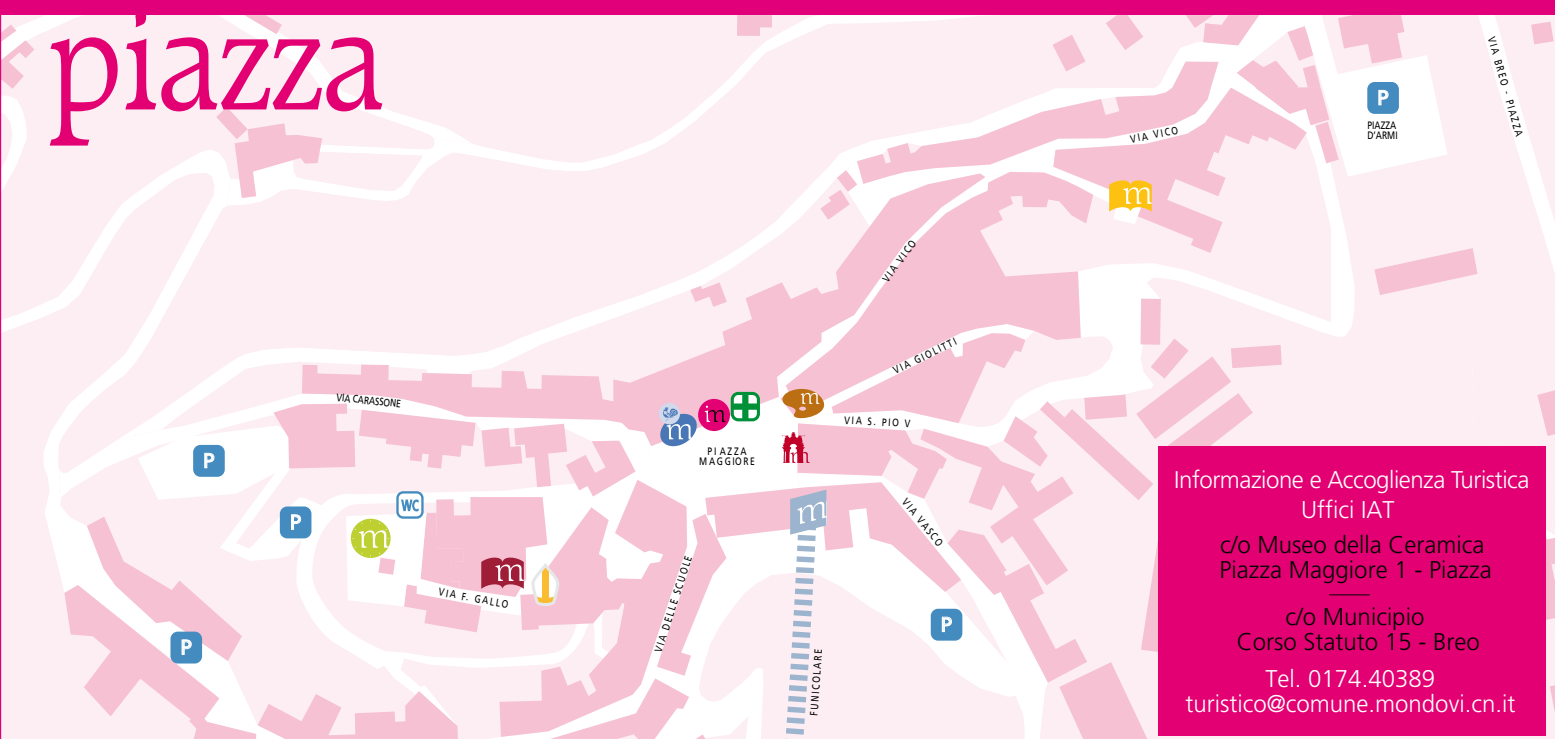 piazza
VIA BREO - PIAZZA
P
PIAZZA
D'ARMI
VIA VICO
m
VIA VICO
VIA GIOLITTI
VIA CARASSONE
m
m
im
VIA S. PIO V
PIAZZA
MAGGIORE
m
P
P
WC
m
m
m
VIA F. GALLO
VIA DELLE SCUOLE
VIA VASCO
P
P
FUNICOLARE
Informazione e Accoglienza Turistica
Uffici IAT
c/o Museo della Ceramica
Piazza Maggiore 1 - Piazza
c/o Municipio
Corso Statuto 15 - Breo
Tel. 0174.40389
turistico@comune.mondovi.cn.it